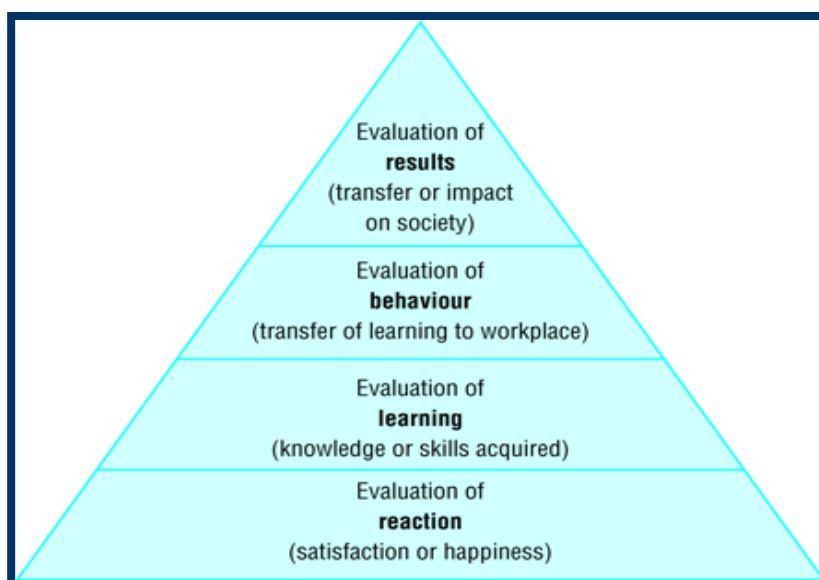 Evaluation of
results
(transfer or impact
on society)
Evaluation of
behaviour
(transfer of learning to workplace)
Evaluation of
learning
(knowledge or skills acquired)
Evaluation of
reaction
(satisfaction or happiness)